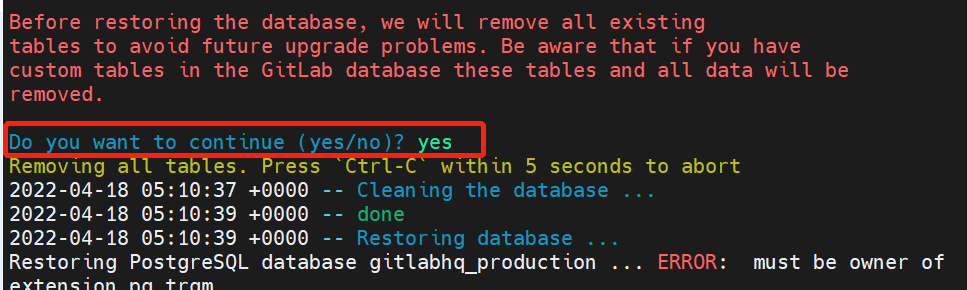 Before restoring the database, we will remove all existing
tables to avoid future upgrade problems. Be aware that if you have
custom tables in the GitLab database these tables and all data will be
removed.
Do you want to continue (yes/no)? yes
Removing all tables. Press `Ctrl-C` within 5 seconds to abort
2022-04-18 05:10:37 +0000 -- Cleaning the database ...
2022-04-18 05:10:39 +0000 -- done
2022-04-18 05:10:39 +0000 -- Restoring database ...
Restoring PostgreSQL database gitlabhq_production ... ERROR:  must be owner of
extension pg_trgm